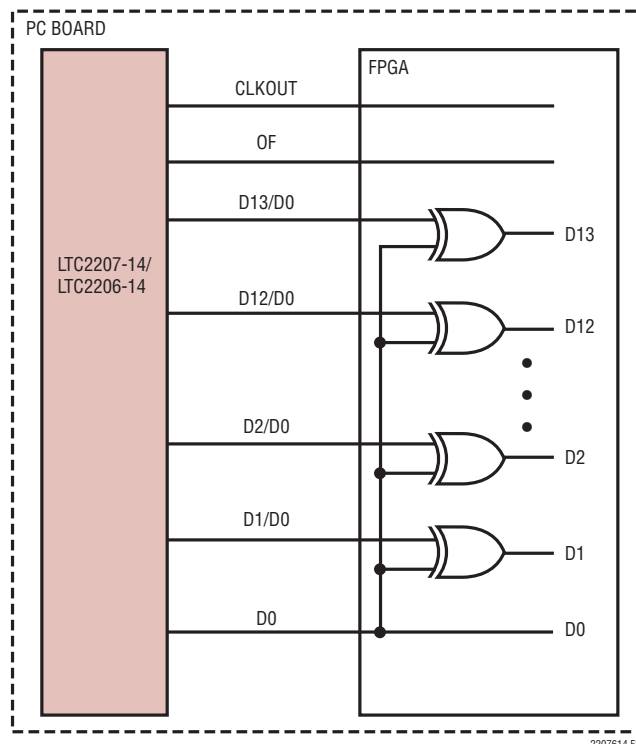 PC BOARD
FPGA
CLKOUT
OF
D13/D0
D13
LTC2207-14/
LTC2206-14
D12/D0
D12
D2/D0
D2
D1/D0
D1
D0
D0